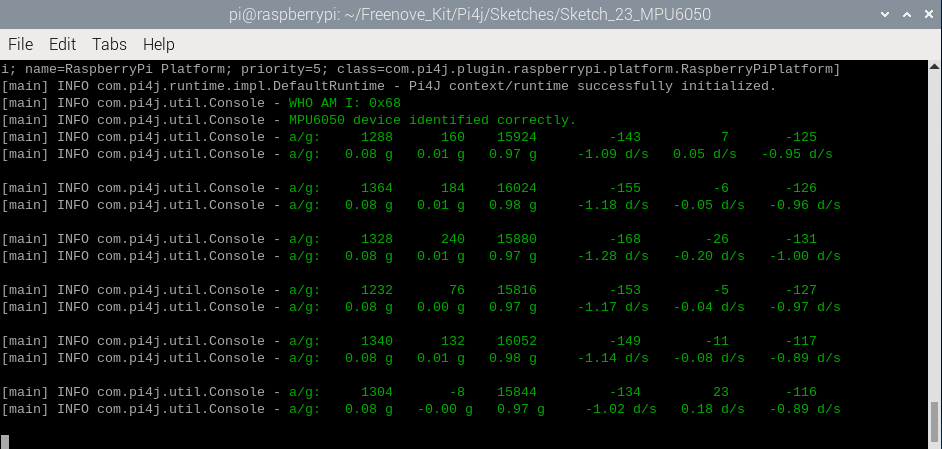 pi@raspberrypi: ~/Freenove_Kit/Pi4j/Sketches/Sketch_23_MPU6050
File Edit Tabs Help
i; name=RaspberryPi Platform; priority=5; class=com.pi4j.plugin.raspberrypi.platform.RaspberryPiPlatform]
[main] INFO com.pi4j.runtime.impl.DefaultRuntime - Pi4J context/runtime successfully initialized.
[main] INFO com.pi4j.util.Console - WHO AM I: 0x68
[main] INFO com.pi4j.util.Console - MPU6050 device identified correctly.
[main] INFO com.pi4j.util.Console - a/g: 1288 160 15924 -143 7 -125
[main] INFO com.pi4j.util.Console - a/g: 0.08 g 0.01 g 0.97 g -1.09 d/s 0.05 d/s -0.95 d/s
[main] INFO com.pi4j.util.Console - a/g: 1364 184 16024 -155 -6 -126
[main] INFO com.pi4j.util.Console - a/g: 0.08 g 0.01 g 0.98 g -1.18 d/s -0.05 d/s -0.96 d/s
[main] INFO com.pi4j.util.Console - a/g: 1328 240 15880 -168 -26 -131
[main] INFO com.pi4j.util.Console - a/g: 0.08 g 0.01 g 0.97 g -1.28 d/s -0.20 d/s -1.00 d/s
[main] INFO com.pi4j.util.Console - a/g: 1232 76 15816 -153 -5 -127
[main] INFO com.pi4j.util.Console - a/g: 0.08 g 0.00 g 0.97 g -1.17 d/s -0.04 d/s -0.97 d/s
[main] INFO com.pi4j.util.Console - a/g: 1340 132 16052 -149 -11 -117
[main] INFO com.pi4j.util.Console - a/g: 0.08 g 0.01 g 0.98 g -1.14 d/s -0.08 d/s -0.89 d/s
[main] INFO com.pi4j.util.Console - a/g: 1304 -8 15844 -134 23 -116
[main] INFO com.pi4j.util.Console - a/g: 0.08 g -0.00 g 0.97 g -1.02 d/s 0.18 d/s -0.89 d/s